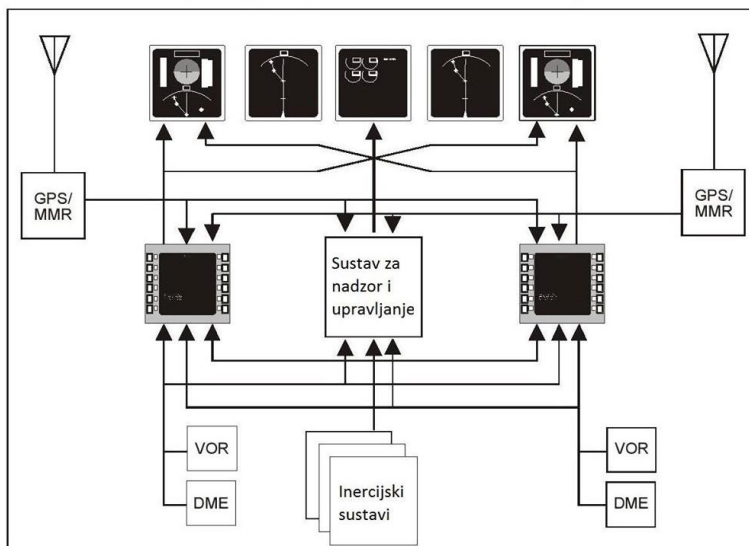 GPS/
MMR
GPS/
MMR
Sustav za
nadzor i
upravljanje
VOR
DME
Inercijski
sustavi
VOR
DME